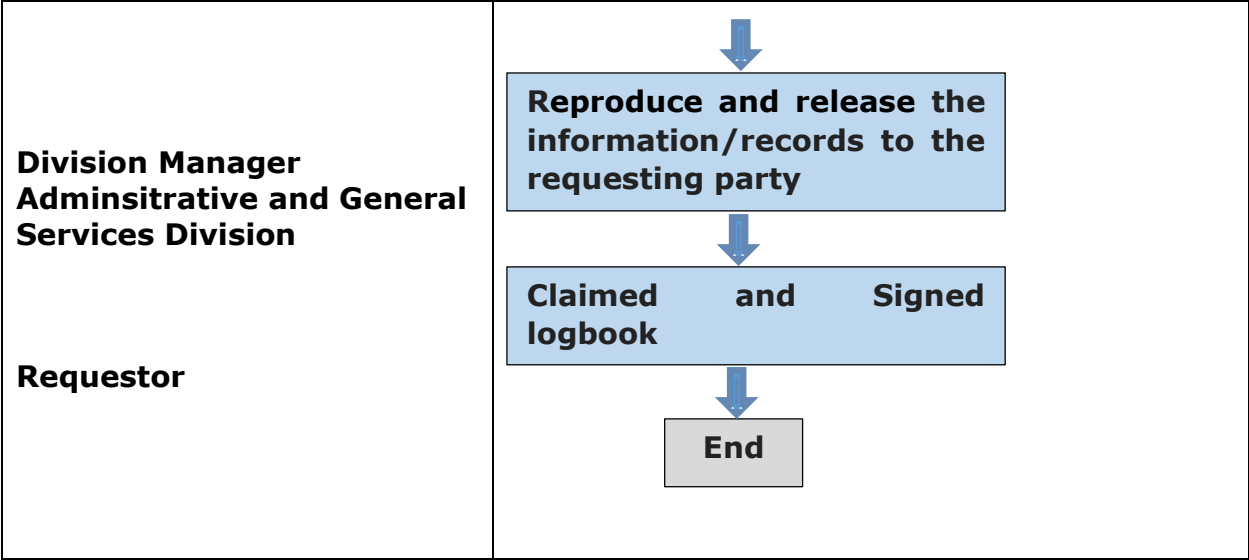 Division Manager
Adminsitrative and General
Services Division
Requestor
Reproduce and release the
information/records to the
requesting party
Claimed and Signed
logbook
End